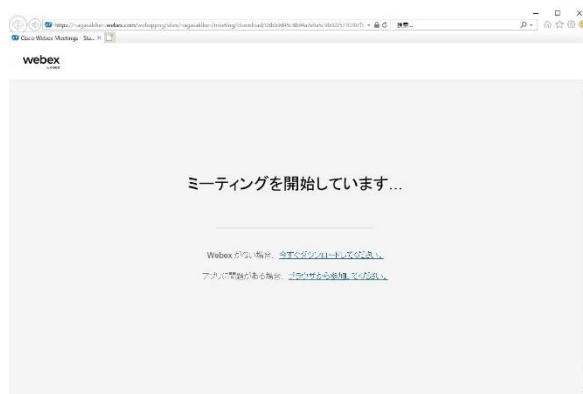 検索...
Cisco Webex Meetings - Sta...
webex
ミーティングを開始しています...
Webex がない場合、今すぐダウンロードしてください。
アプリに問題がある場合、ブラウザから参加してください。